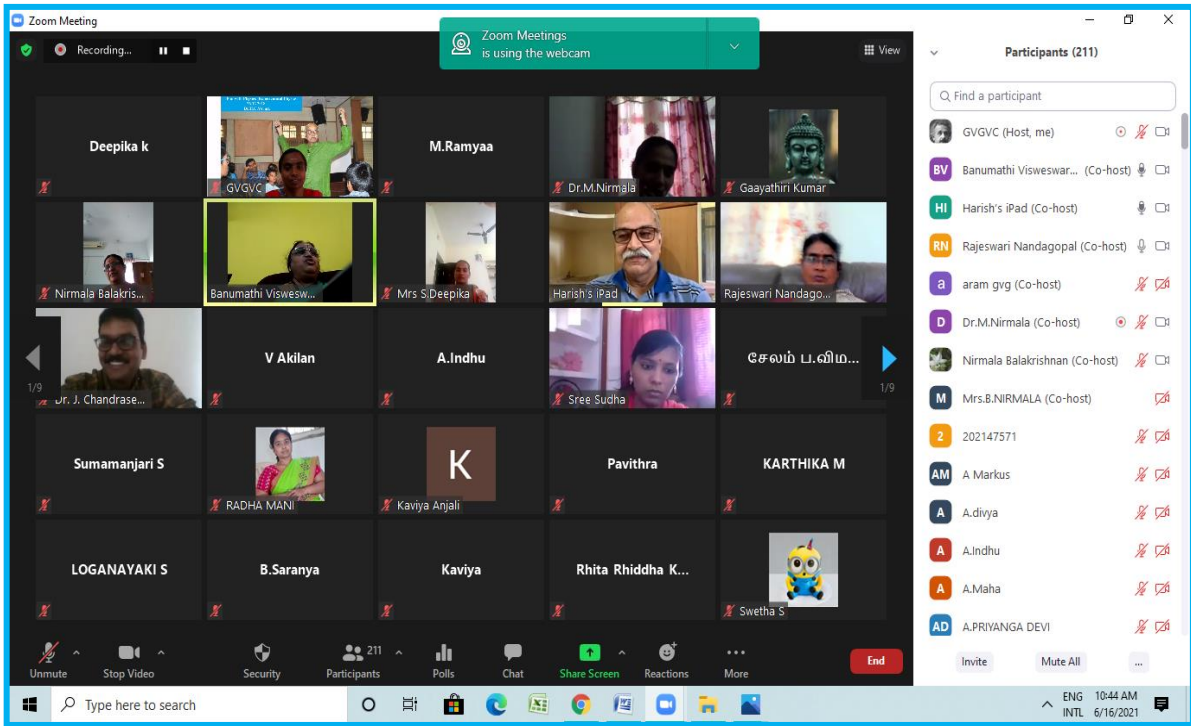 Zoom Meeting
Zoom Meetings
is using the webcam
Recording...
View
Participants (211)
Find a participant
Deepika k
GVGVC
M.Ramyaa
Dr.M.Nirmala
Gaayathiri Kumar
Nirmala Balakris...
Banumathi Viswesw...
Mrs S.Deepika
Harish's iPad
Rajeswari Nandago...
1/9
Dr. J. Chandrase...
V Akilan
A.Indhu
Sree Sudha
சேலம் ப.விம...
1/9
Sumamanjari S
RADHA MANI
K
Kaviya Anjali
Pavithra
KARTHIKA M
LOGANAYAKI S
B.Saranya
Kaviya
Rhita Rhiddha K...
Swetha S
GVGVC (Host, me)
BV Banumathi Visweswar... (Co-host)
HI Harish's iPad (Co-host)
RN Rajeswari Nandagopal (Co-host)
a aram gvg (Co-host)
D Dr.M.Nirmala (Co-host)
Nirmala Balakrishnan (Co-host)
M Mrs.B.NIRMALA (Co-host)
2 202147571
AM A Markus
A A.divya
A A.Indhu
A A.Maha
AD A.PRIYANGA DEVI
Invite Mute All ...
Unmute Stop Video Security Participants 211 Polls Chat Share Screen Reactions More End
Type here to search
ENG 10:44 AM
INTL 6/16/2021